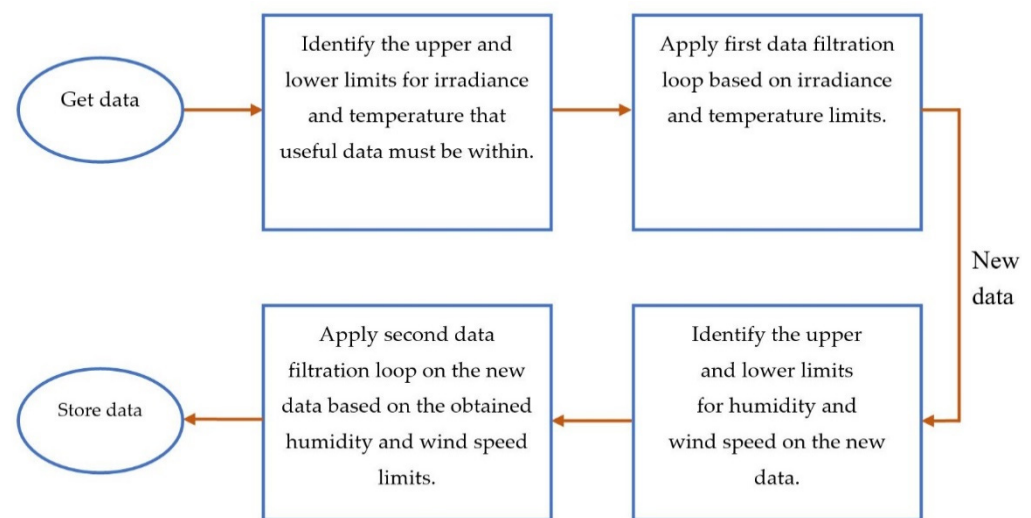 Get data
Identify the upper and
lower limits for irradiance
and temperature that
useful data must be within.
Apply first data filtration
loop based on irradiance
and temperature limits.
New
data
Identify the upper
and lower limits
for humidity and
wind speed on the new
data.
Apply second data
filtration loop on the new
data based on the obtained
humidity and wind speed
limits.
Store data